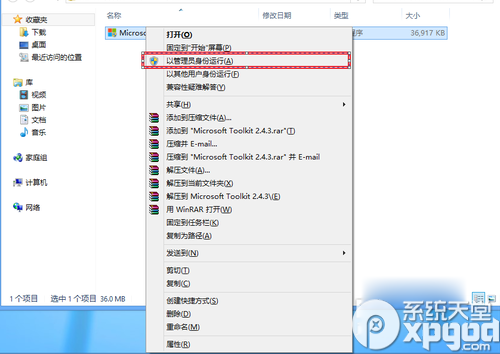 收藏夹
下载
桌面
最近访问的位置
库
视频
图片
文档
音乐
家庭组
计算机
网络
名称
修改日期
类型
大小
Microso
程序
36,917 KB
打开(O)
固定到"开始"屏幕(P)
以管理员身份运行(A)
以其他用户身份运行(F)
兼容性疑难解答(Y)
共享(H)
添加到压缩文件(A)...
添加到 "Microsoft Toolkit 2.4.3.rar"(T)
压缩并 E-mail...
压缩到 "Microsoft Toolkit 2.4.3.rar" 并 E-mail
解压文件(A)...
解压到当前文件夹(X)
解压到 Microsoft Toolkit 2.4.3\(E)
用 WinRAR 打开(W)
固定到任务栏(K)
复制为路径(A)
发送到(N)
剪切(T)
复制(C)
创建快捷方式(S)
删除(D)
重命名(M)
属性(R)
1 个项目 选中 1 个项目 36.0 MB
系统天堂
xpgod
.com